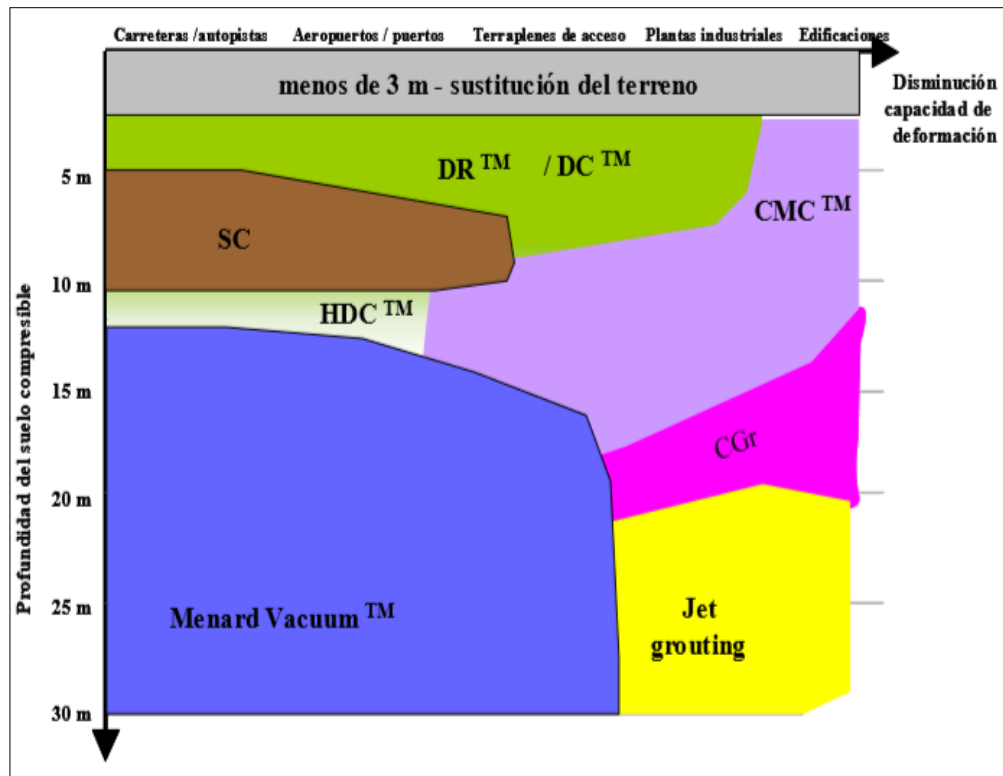 Carreteras /autopistas Aeropuertos / puertos Terraplenes de acceso Plantas industriales Edificaciones
menos de 3 m - sustitución del terreno
Disminución
capacidad de
deformación
DR TM / DC TM
5 m
CMC TM
SC
10 m
HDC TM
15 m
CGr
20 m
Profundidad del suelo compresible
25 m
Menard Vacuum TM
Jet
grouting
30 m